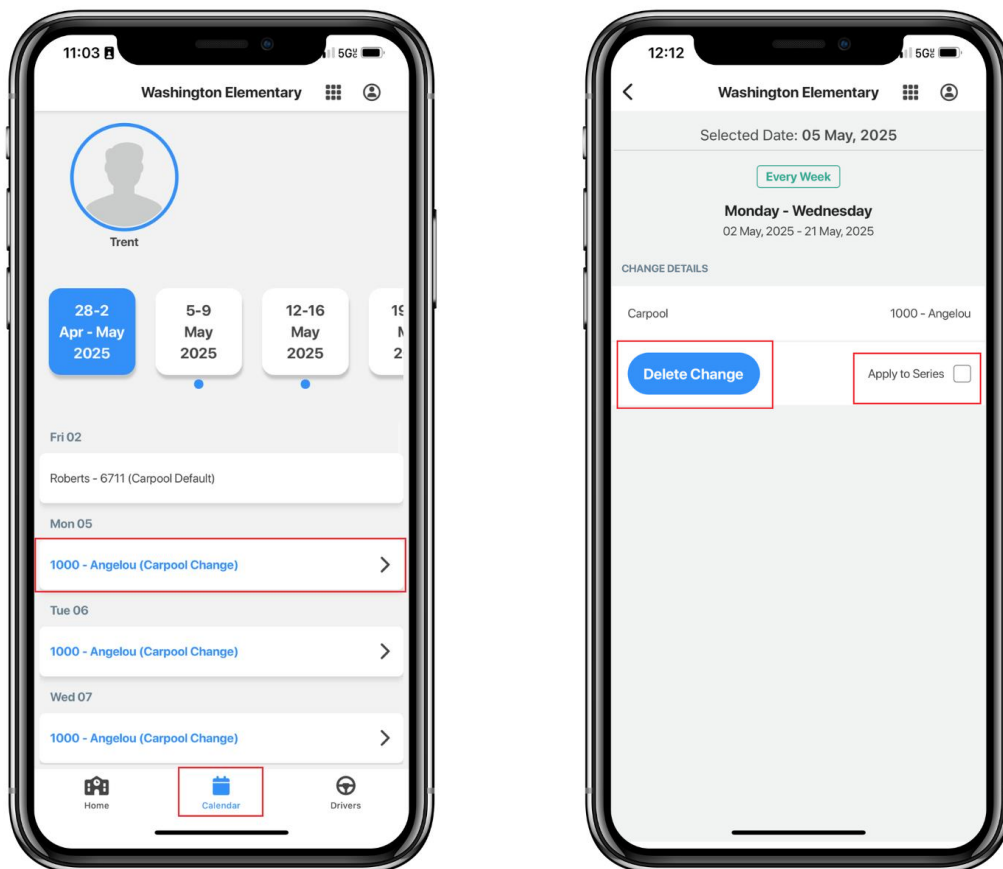 11:03
5G
Washington Elementary
Trent
28-2
Apr - May
2025
5-9
May
2025
12-16
May
2025
19
2
Fri 02
Roberts - 6711 (Carpool Default)
Mon 05
1000 - Angelou (Carpool Change)
Tue 06
1000 - Angelou (Carpool Change)
Wed 07
1000 - Angelou (Carpool Change)
Home
Calendar
Drivers
12:12
5G
Washington Elementary
Selected Date: 05 May, 2025
Every Week
Monday - Wednesday
02 May, 2025 - 21 May, 2025
CHANGE DETAILS
Carpool
1000 - Angelou
Delete Change
Apply to Series